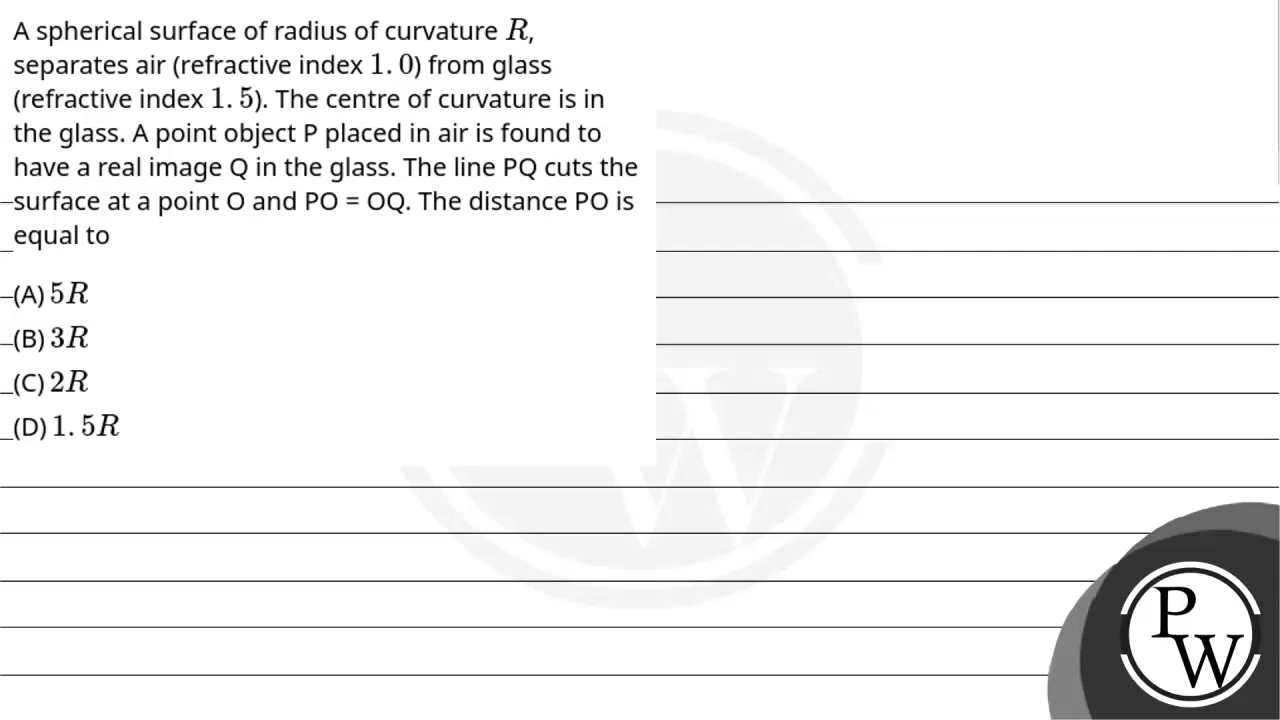 A spherical surface of radius of curvature R,
separates air (refractive index 1.0) from glass
(refractive index 1.5). The centre of curvature is in
the glass. A point object P placed in air is found to
have a real image Q in the glass. The line PQ cuts the
surface at a point O and PO = OQ. The distance PO is
equal to
(A) 5R
(B) 3R
(C) 2R
(D) 1.5R
P
W